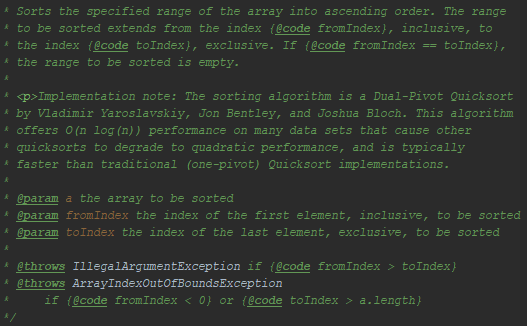 * Sorts the specified range of the array into ascending order. The range
* to be sorted extends from the index {@code fromIndex}, inclusive, to
* the index {@code toIndex}, exclusive. If {@code fromIndex == toIndex},
* the range to be sorted is empty.
*
* <p>Implementation note: The sorting algorithm is a Dual-Pivot Quicksort
* by Vladimir Yaroslavskiy, Jon Bentley, and Joshua Bloch. This algorithm
* offers O(n log(n)) performance on many data sets that cause other
* quicksorts to degrade to quadratic performance, and is typically
* faster than traditional (one-pivot) Quicksort implementations.
*
* @param a the array to be sorted
* @param fromIndex the index of the first element, inclusive, to be sorted
* @param toIndex the index of the last element, exclusive, to be sorted
*
* @throws IllegalArgumentException if {@code fromIndex > toIndex}
* @throws ArrayIndexOutOfBoundsException
*     if {@code fromIndex < 0} or {@code toIndex > a.length}
*/